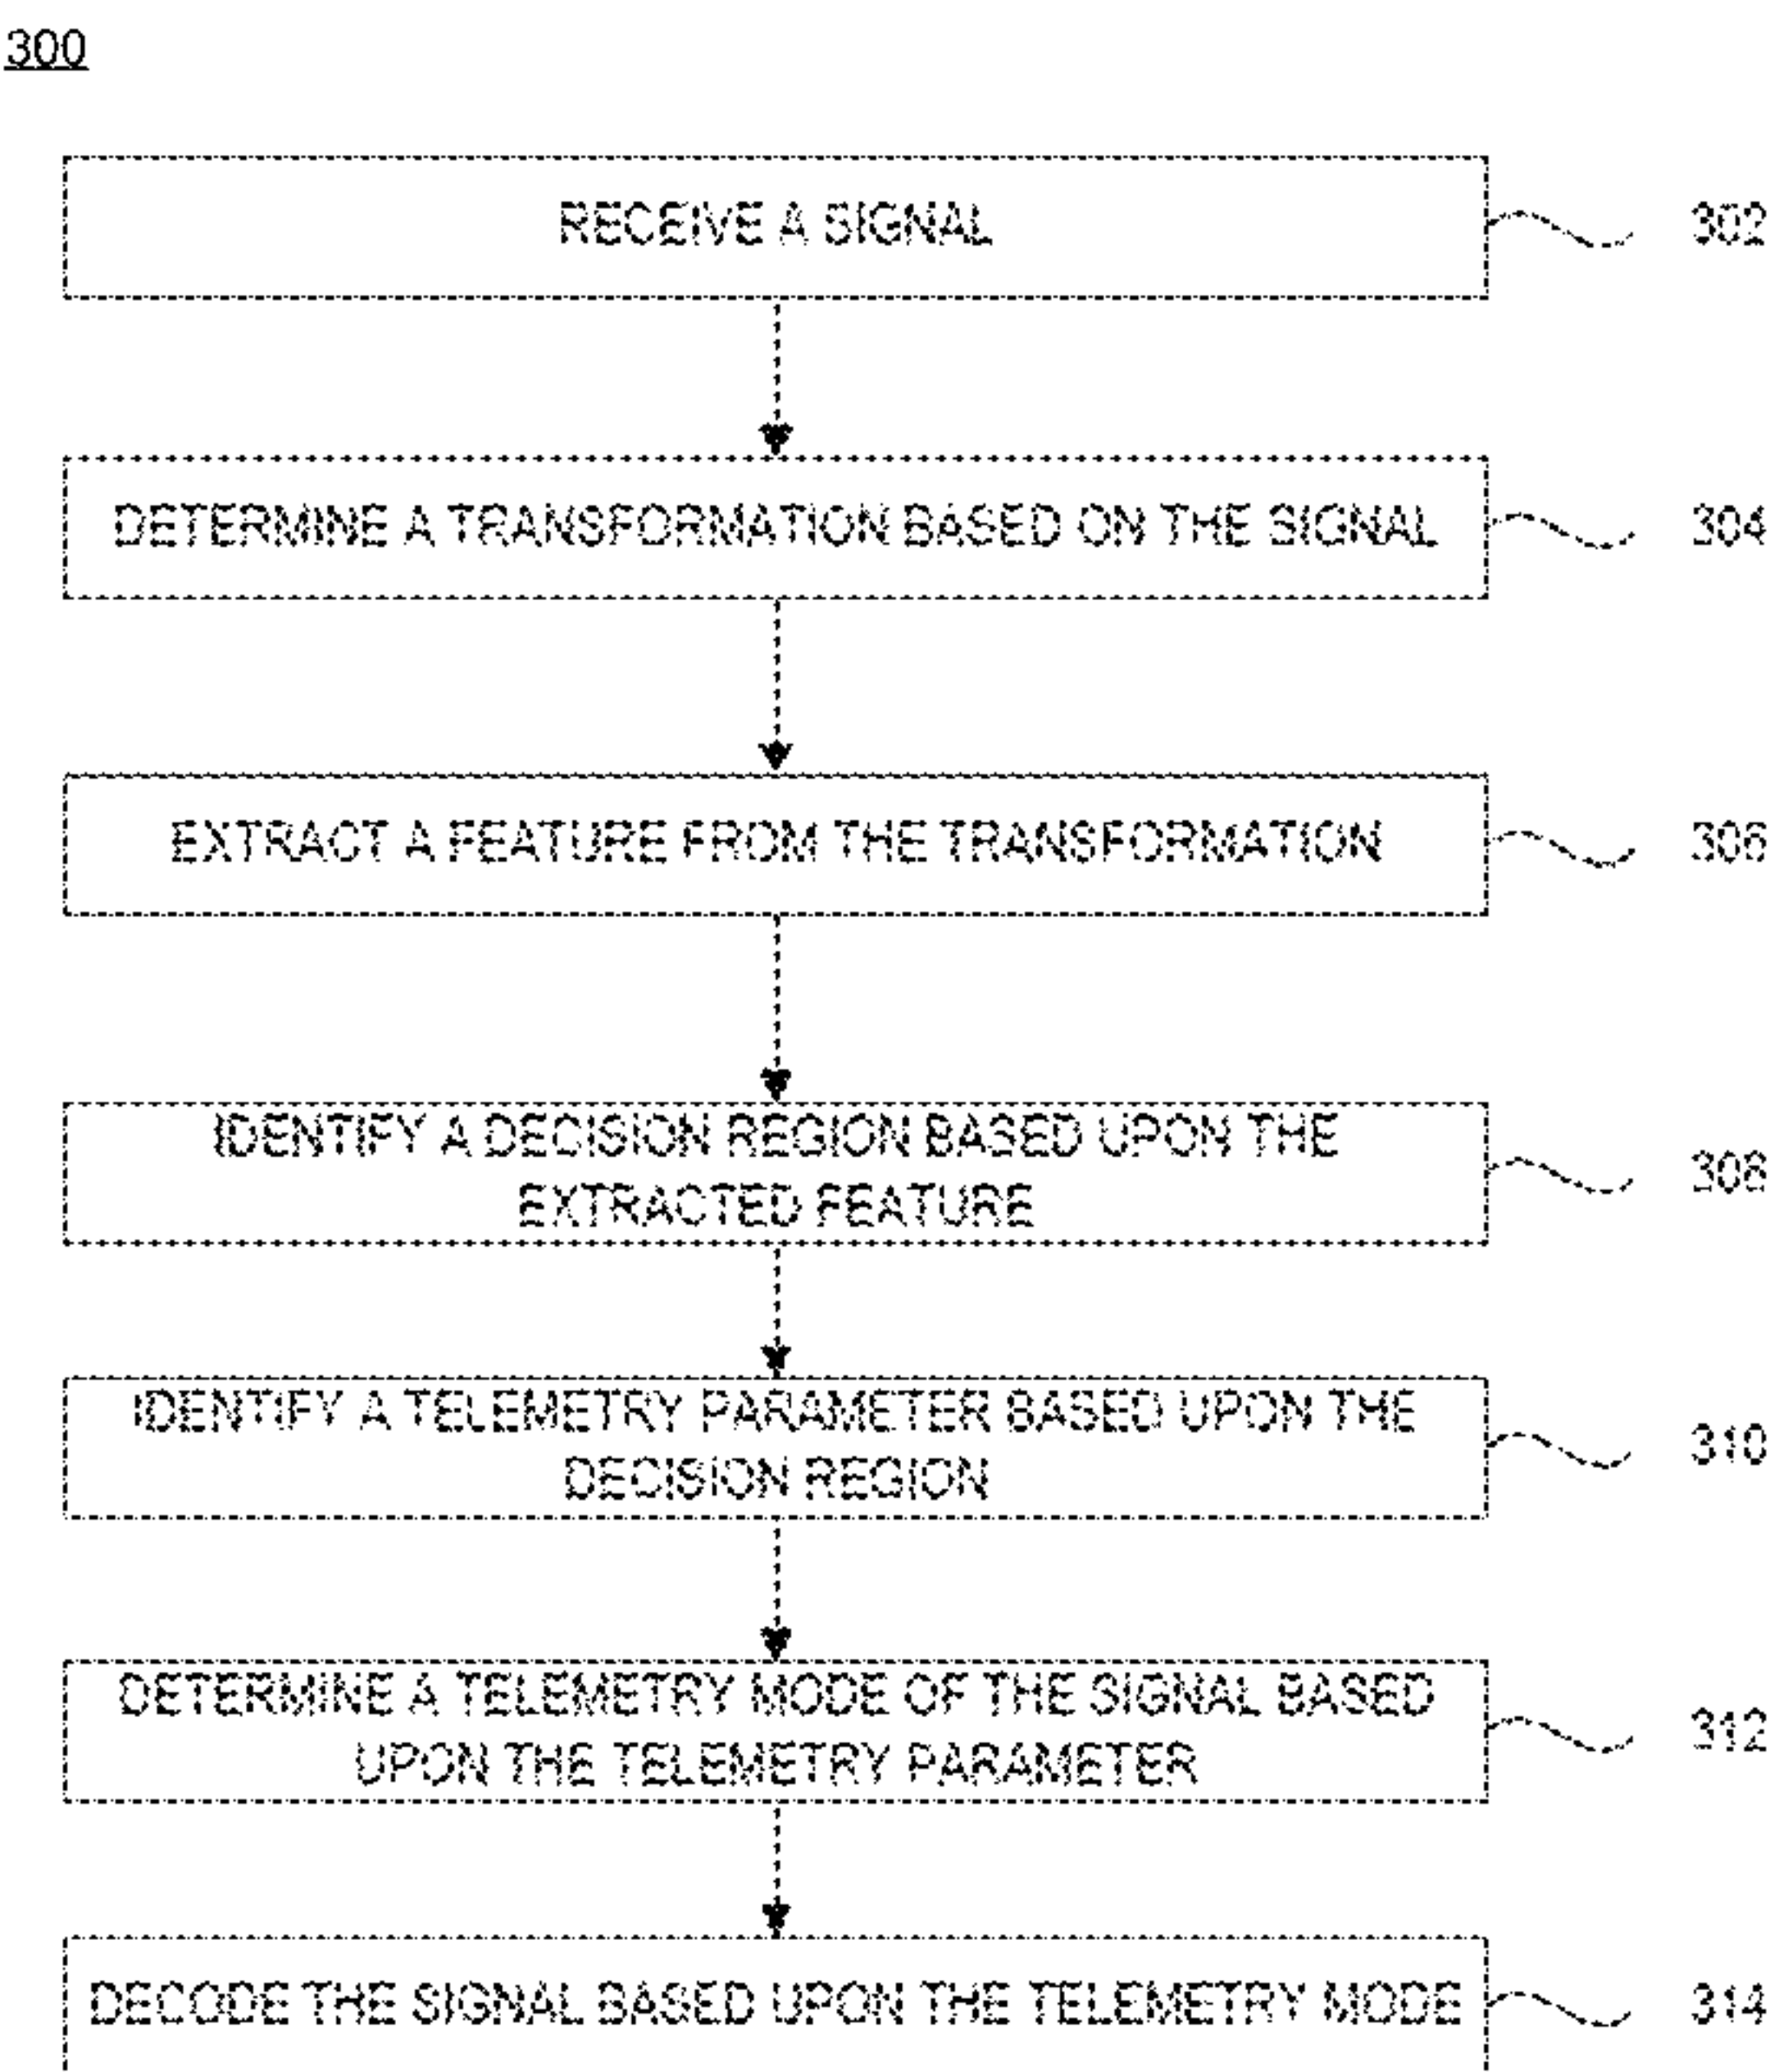 300
RECEIVE A SIGNAL
302
DETERMINE A TRANSFORMATION BASED ON THE SIGNAL
304
EXTRACT A FEATURE FROM THE TRANSFORMATION
306
IDENTIFY A DECISION REGION BASED UPON THE
EXTRACTED FEATURE
308
IDENTIFY A TELEMETRY PARAMETER BASED UPON THE
DECISION REGION
310
DETERMINE A TELEMETRY MODE OF THE SIGNAL BASED
UPON THE TELEMETRY PARAMETER
312
DECODE THE SIGNAL BASED UPON THE TELEMETRY MODE
314